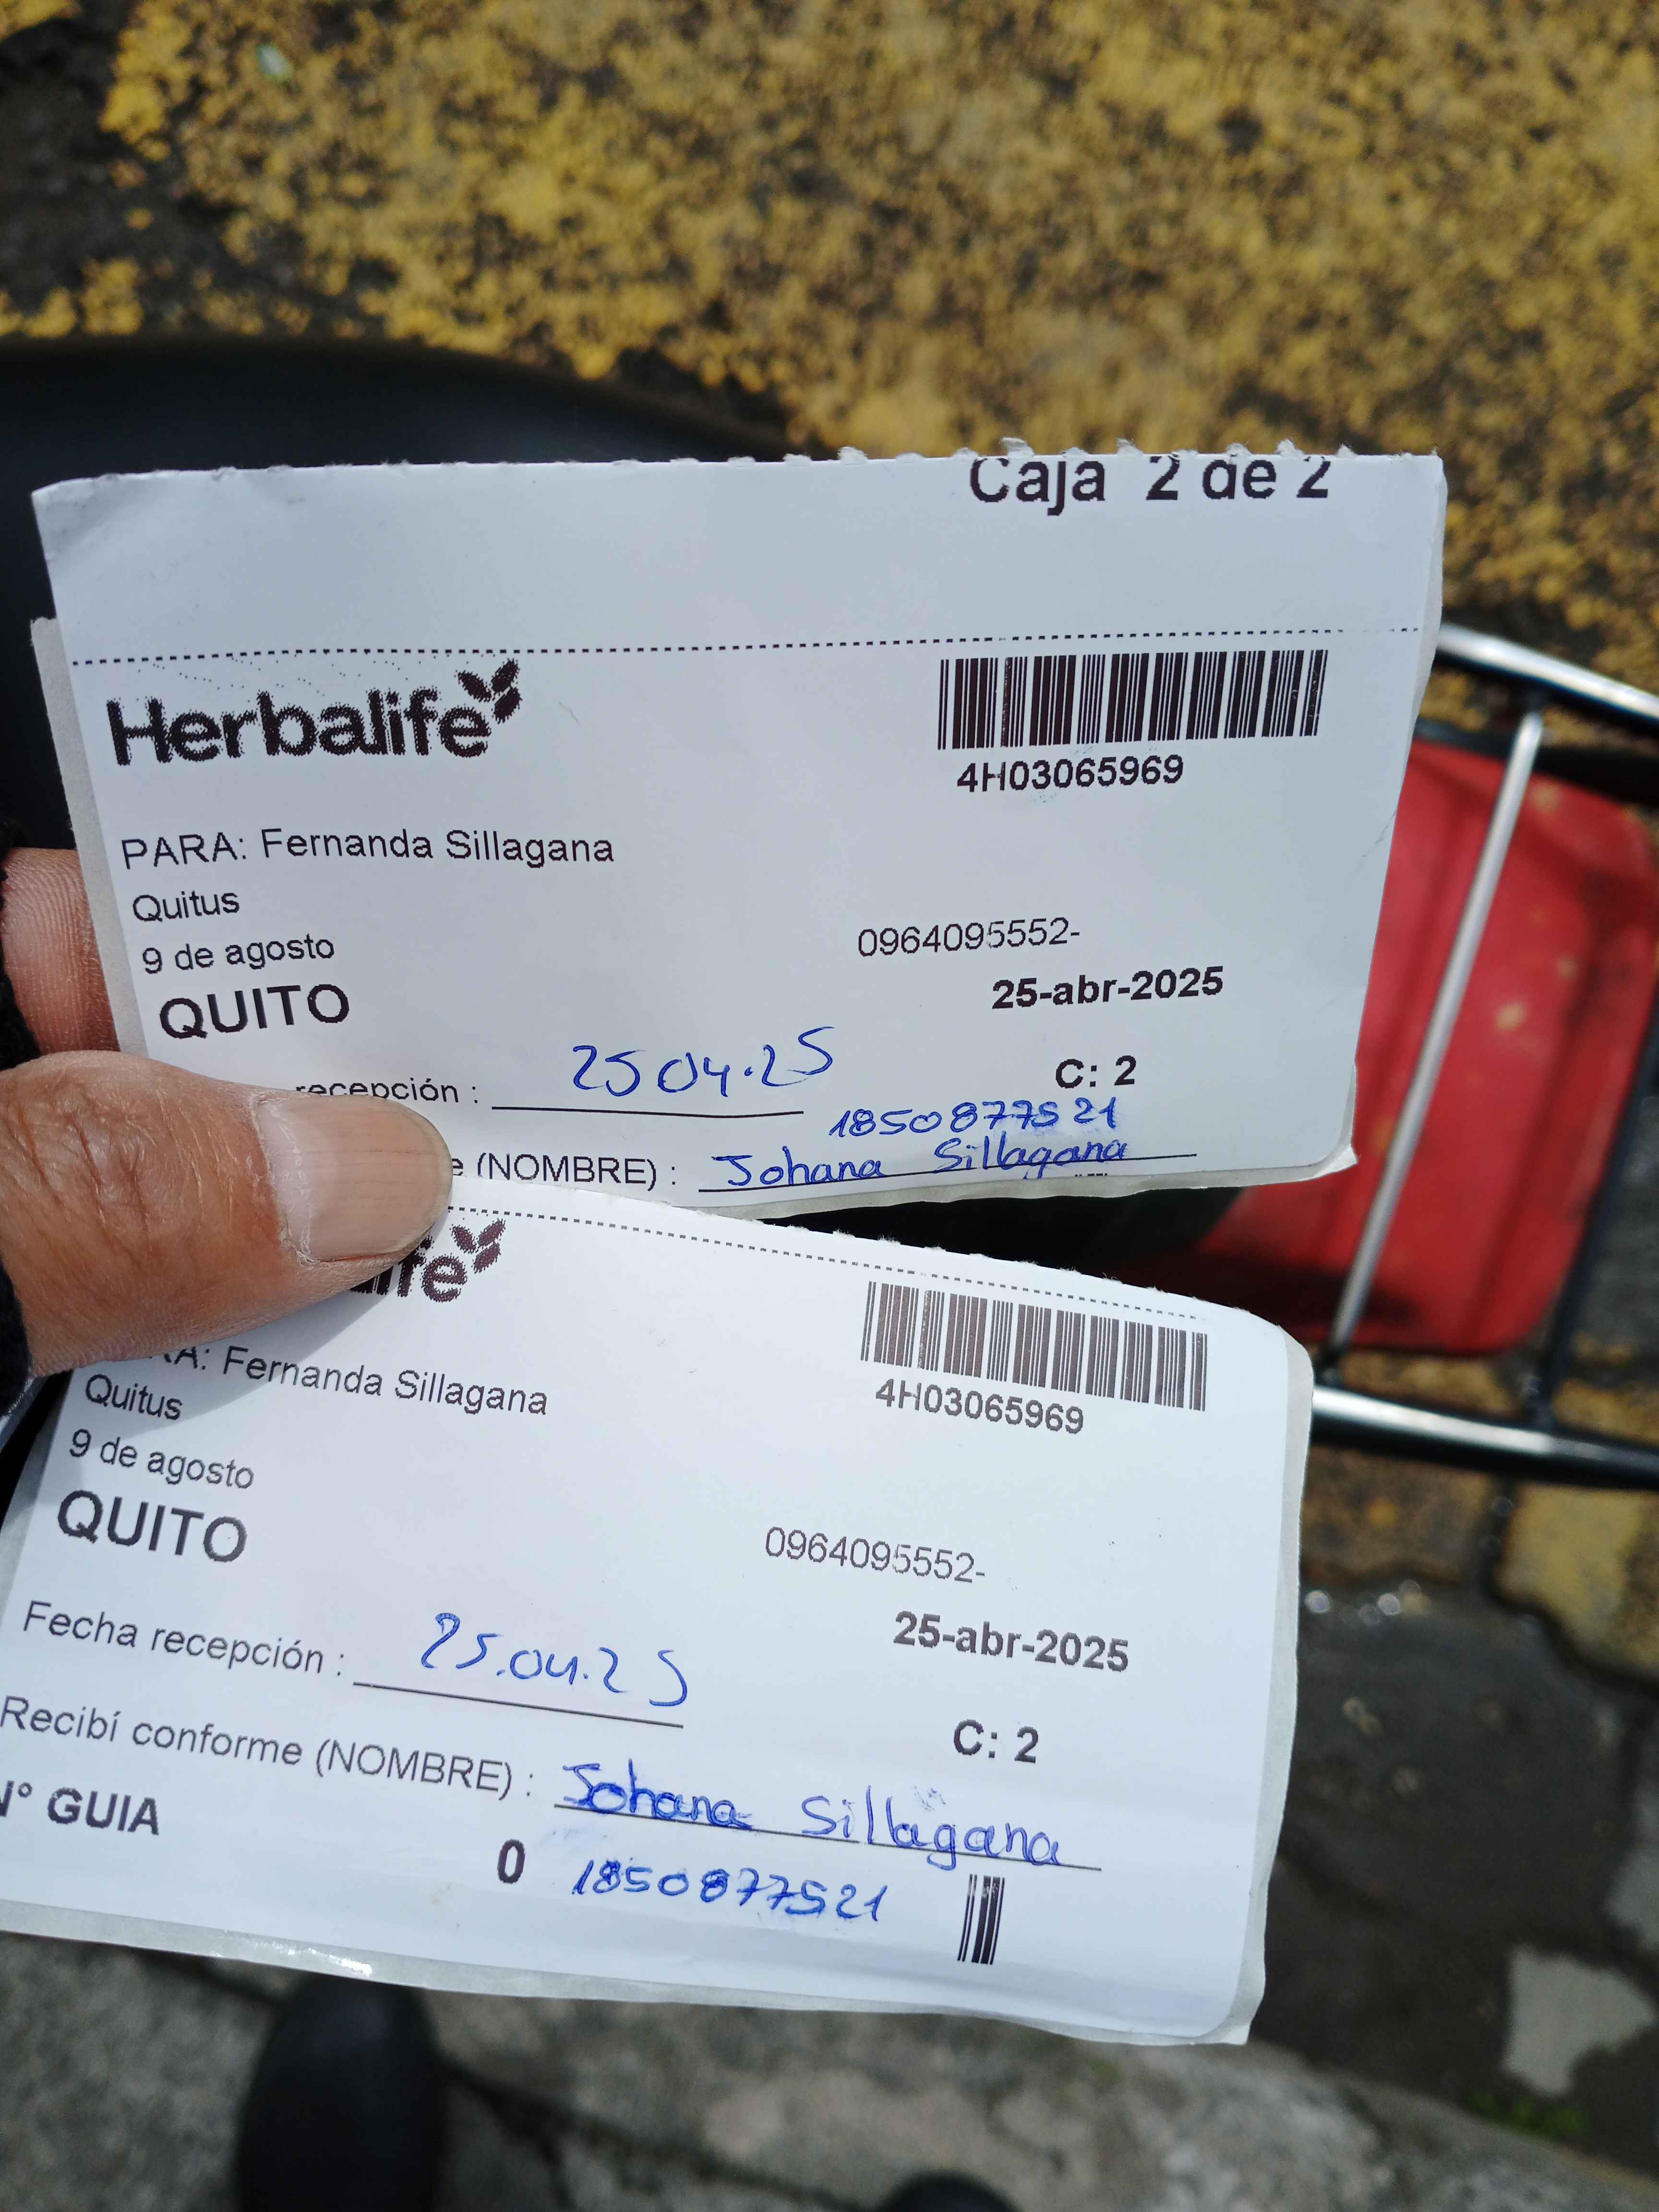 Caja 2 de 2
Herbalife
4H03065969
PARA: Fernanda Sillagana
Quitus
9 de agosto
0964095552-
QUITO
25-abr-2025
recepción : 25 04.25
C: 2
1850877521
e (NOMBRE) : Johana Sillagana
life
4H03065969
RA: Fernanda Sillagana
Quitus
9 de agosto
QUITO
0964095552-
25-abr-2025
Fecha recepción : 25.04.25
C: 2
Recibí conforme (NOMBRE) : Johana Sillagana
N° GUIA
0 1850877521